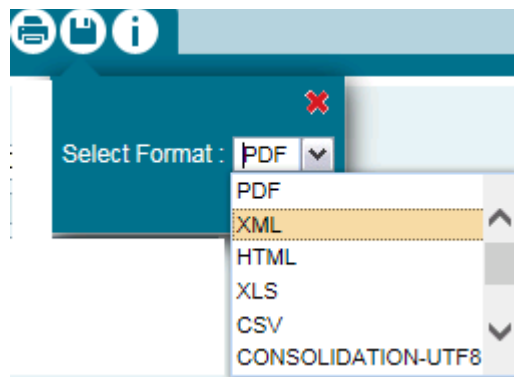 Select Format : PDF
PDF
XML
HTML
XLS
CSV
CONSOLIDATION-UTF8